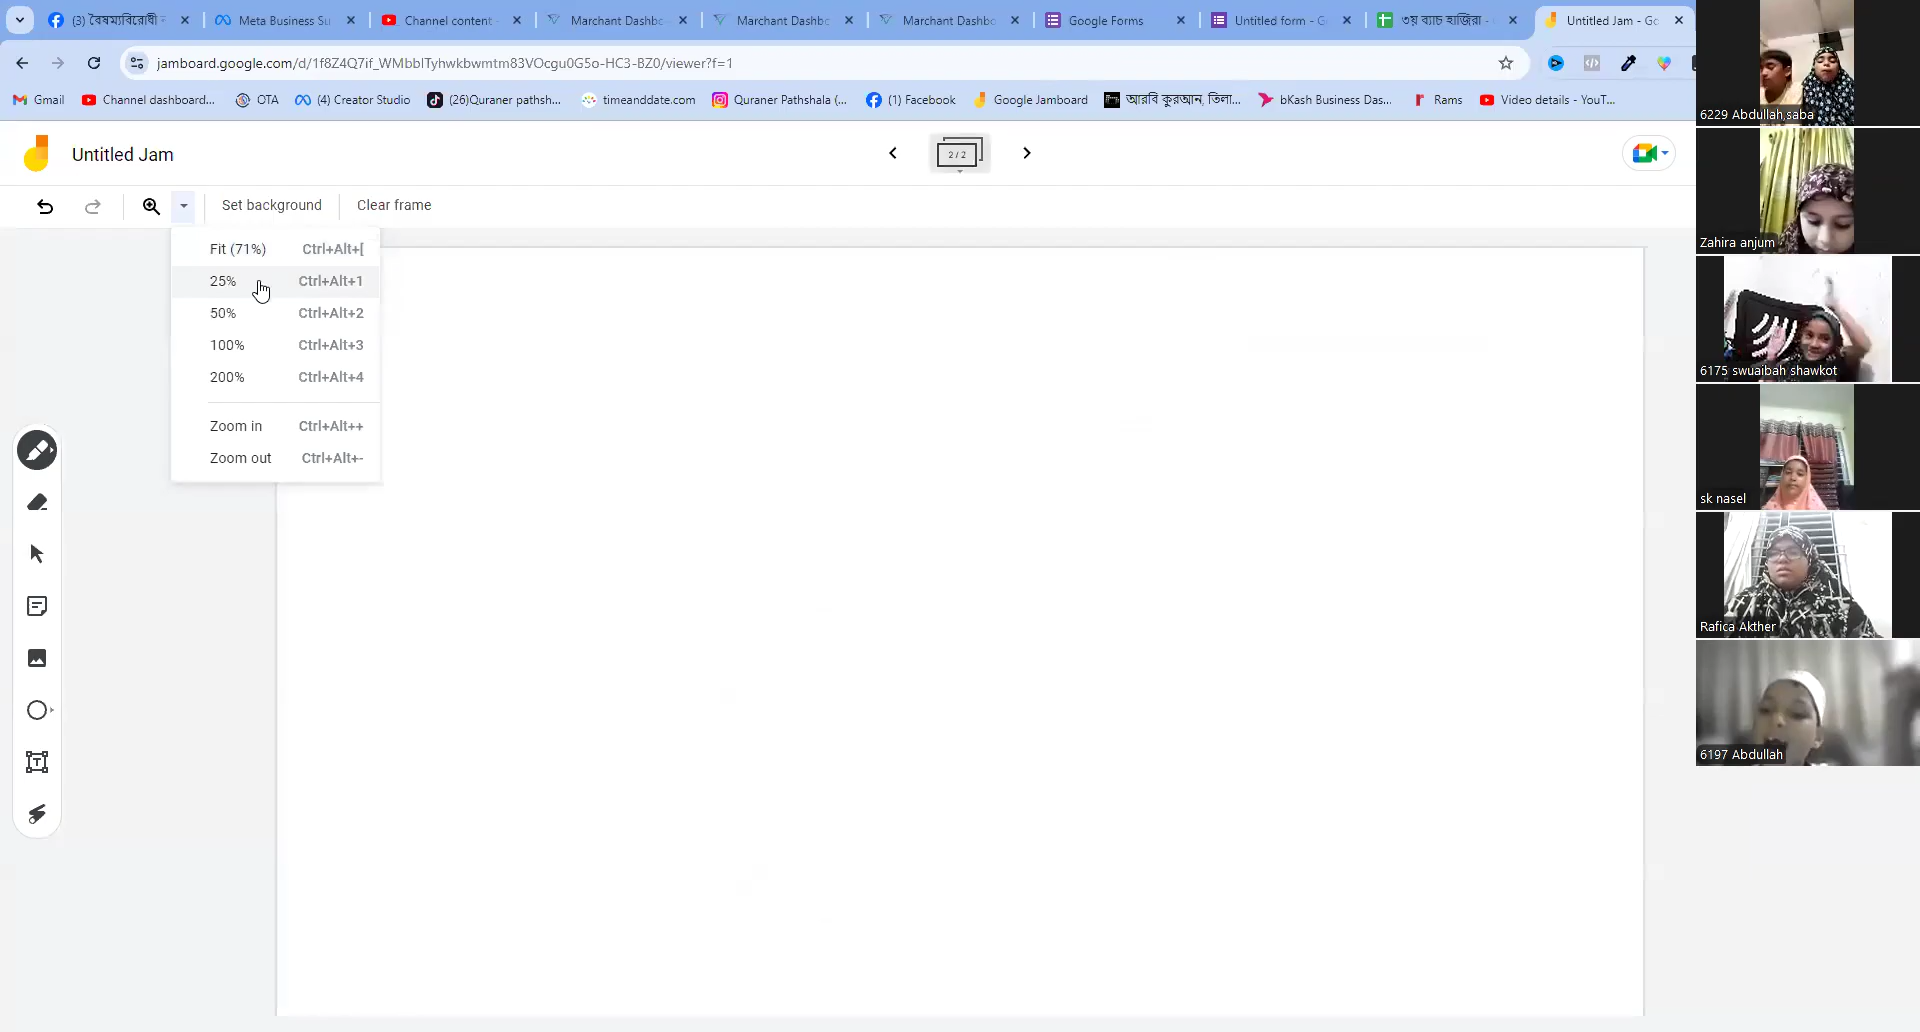 (3) বৈষম্যবিরোধী
Meta Business Su
Channel content -
Marchant Dashbo
Marchant Dashbo
Marchant Dashbo
Google Forms
Untitled form - G
৩য় ব্যাচ হাজিরা -
Untitled Jam - Go
jamboard.google.com/d/1f8Z4Q7if_WMbblTyhwkbwmtm83VOcgu0G5o-HC3-BZ0/viewer?f=1
Gmail
Channel dashboard...
OTA
(4) Creator Studio
(26)Quraner pathsh...
timeanddate.com
Quraner Pathshala (...
(1) Facebook
Google Jamboard
আরবি কুরআন, তিলা...
bKash Business Das...
Rams
Video details - YouT...
Untitled Jam
2 / 2
Set background
Clear frame
Fit (71%) Ctrl+Alt+[
25% Ctrl+Alt+1
50% Ctrl+Alt+2
100% Ctrl+Alt+3
200% Ctrl+Alt+4
Zoom in Ctrl+Alt++
Zoom out Ctrl+Alt+-
6229 Abdullah,saba
Zahira anjum
6175 swuaibah shawkot
sk nasel
Rafica Akther
6197 Abdullah